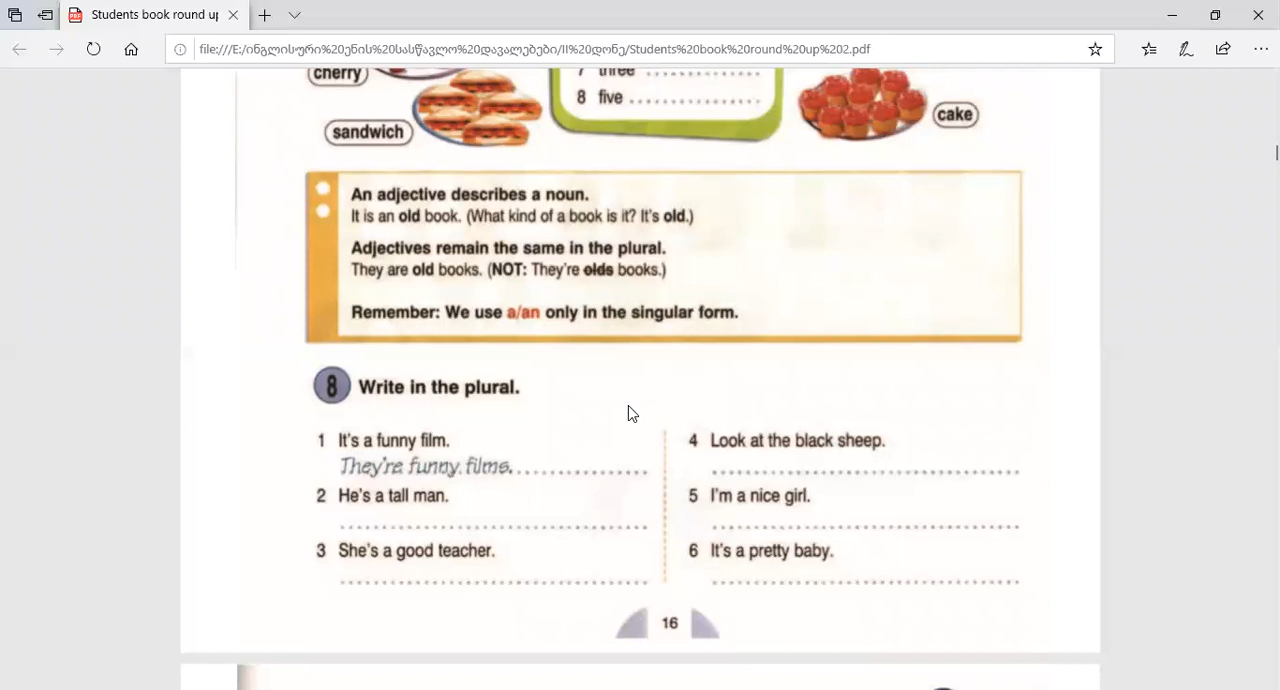 Students book round up
file:///E:/ინგლისური%20ენის%20სასწავლო%20დავალებები/II%20დონე/Students%20book%20round%20up%202.pdf
cherry
7 three
8 five
sandwich
cake
An adjective describes a noun.
It is an old book. (What kind of a book is it? It's old.)
Adjectives remain the same in the plural.
They are old books. (NOT: They're olds books.)
Remember: We use a/an only in the singular form.
8 Write in the plural.
1 It's a funny film.
They're funny films.
2 He's a tall man.
3 She's a good teacher.
4 Look at the black sheep.
5 I'm a nice girl.
6 It's a pretty baby.
16